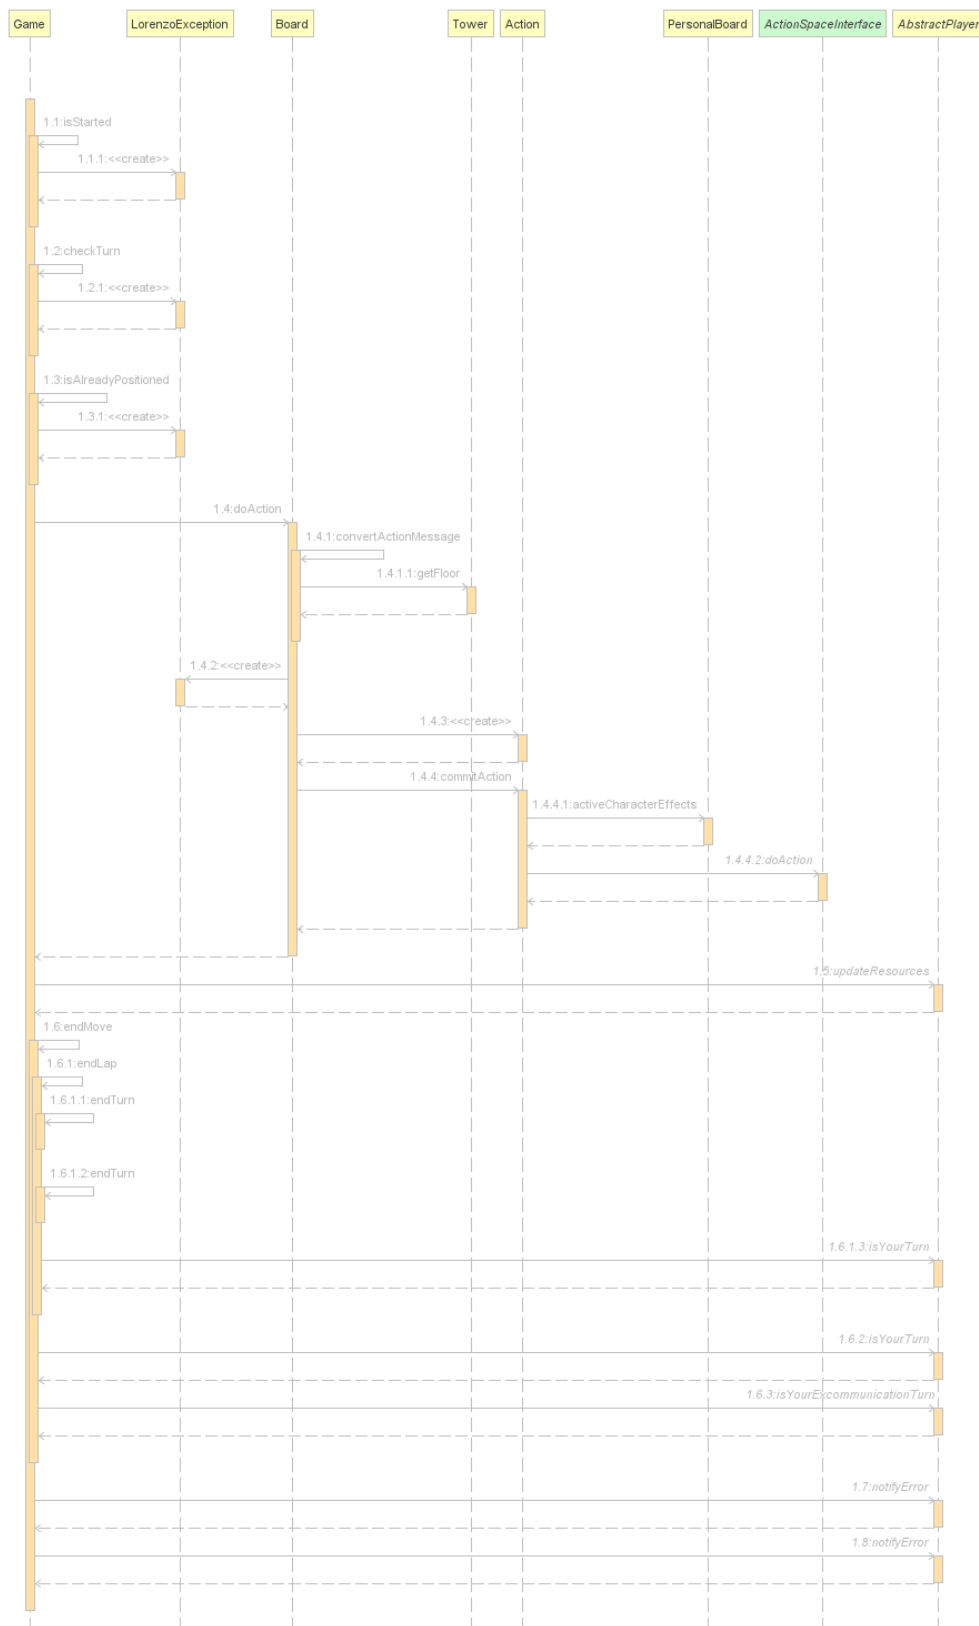 Game LorenzoException Board Tower Action PersonalBoard ActionSpaceInterface AbstractPlayer
1.1:isStarted
1.1.1:<<create>>
1.2:checkTurn
1.2.1:<<create>>
1.3:isAlreadyPositioned
1.3.1:<<create>>
1.4:doAction
1.4.1:convertActionMessage
1.4.1.1:getFloor
1.4.2:<<create>>
1.4.3:<<create>>
1.4.4:commitAction
1.4.4.1:activeCharacterEffects
1.4.4.2:doAction
1.5:updateResources
1.6:endMove
1.6.1:endLap
1.6.1.1:endTurn
1.6.1.2:endTurn
1.6.1.3:isYourTurn
1.6.2:isYourTurn
1.6.3:isYourExcommunicationTurn
1.7:notifyError
1.8:notifyError